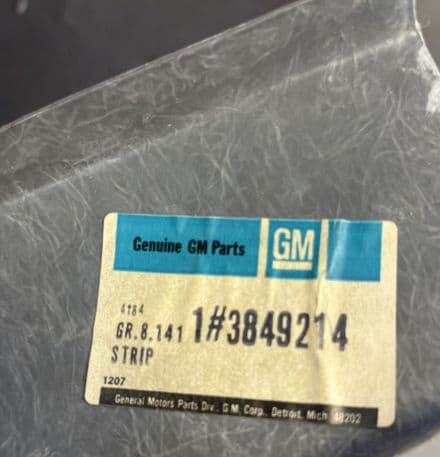 Genuine GM Parts
GM
4184
GR.8.141 1#3849214
STRIP
1207
General Motors Parts Div., G.M. Corp., Detroit, Mich. 48202